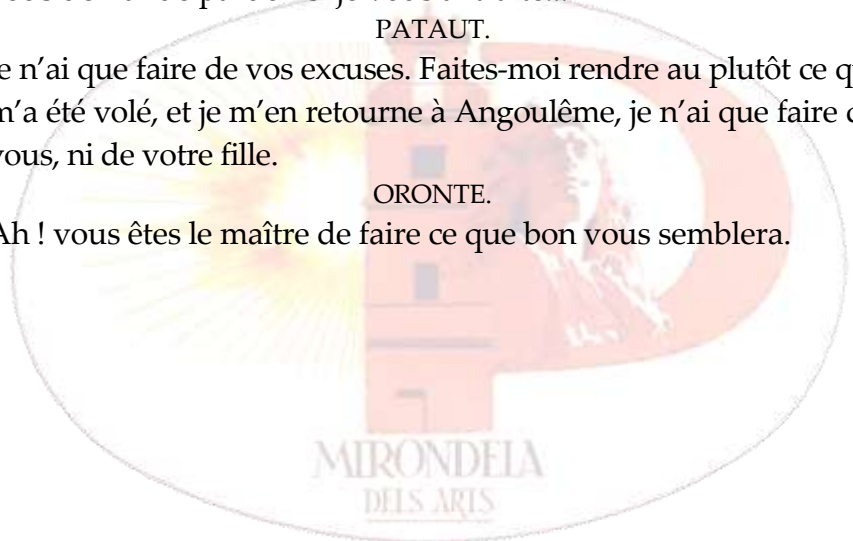 PATAUT.
n'ai que faire de vos excuses. Faites-moi rendre au plutôt ce
m'a été volé, et je m'en retourne à Angoulême, je n'ai que faire
vous, ni de votre fille.
ORONTE.
Ah ! vous êtes le maître de faire ce que bon vous semblera.
MIRONDELA
DELS ARTS